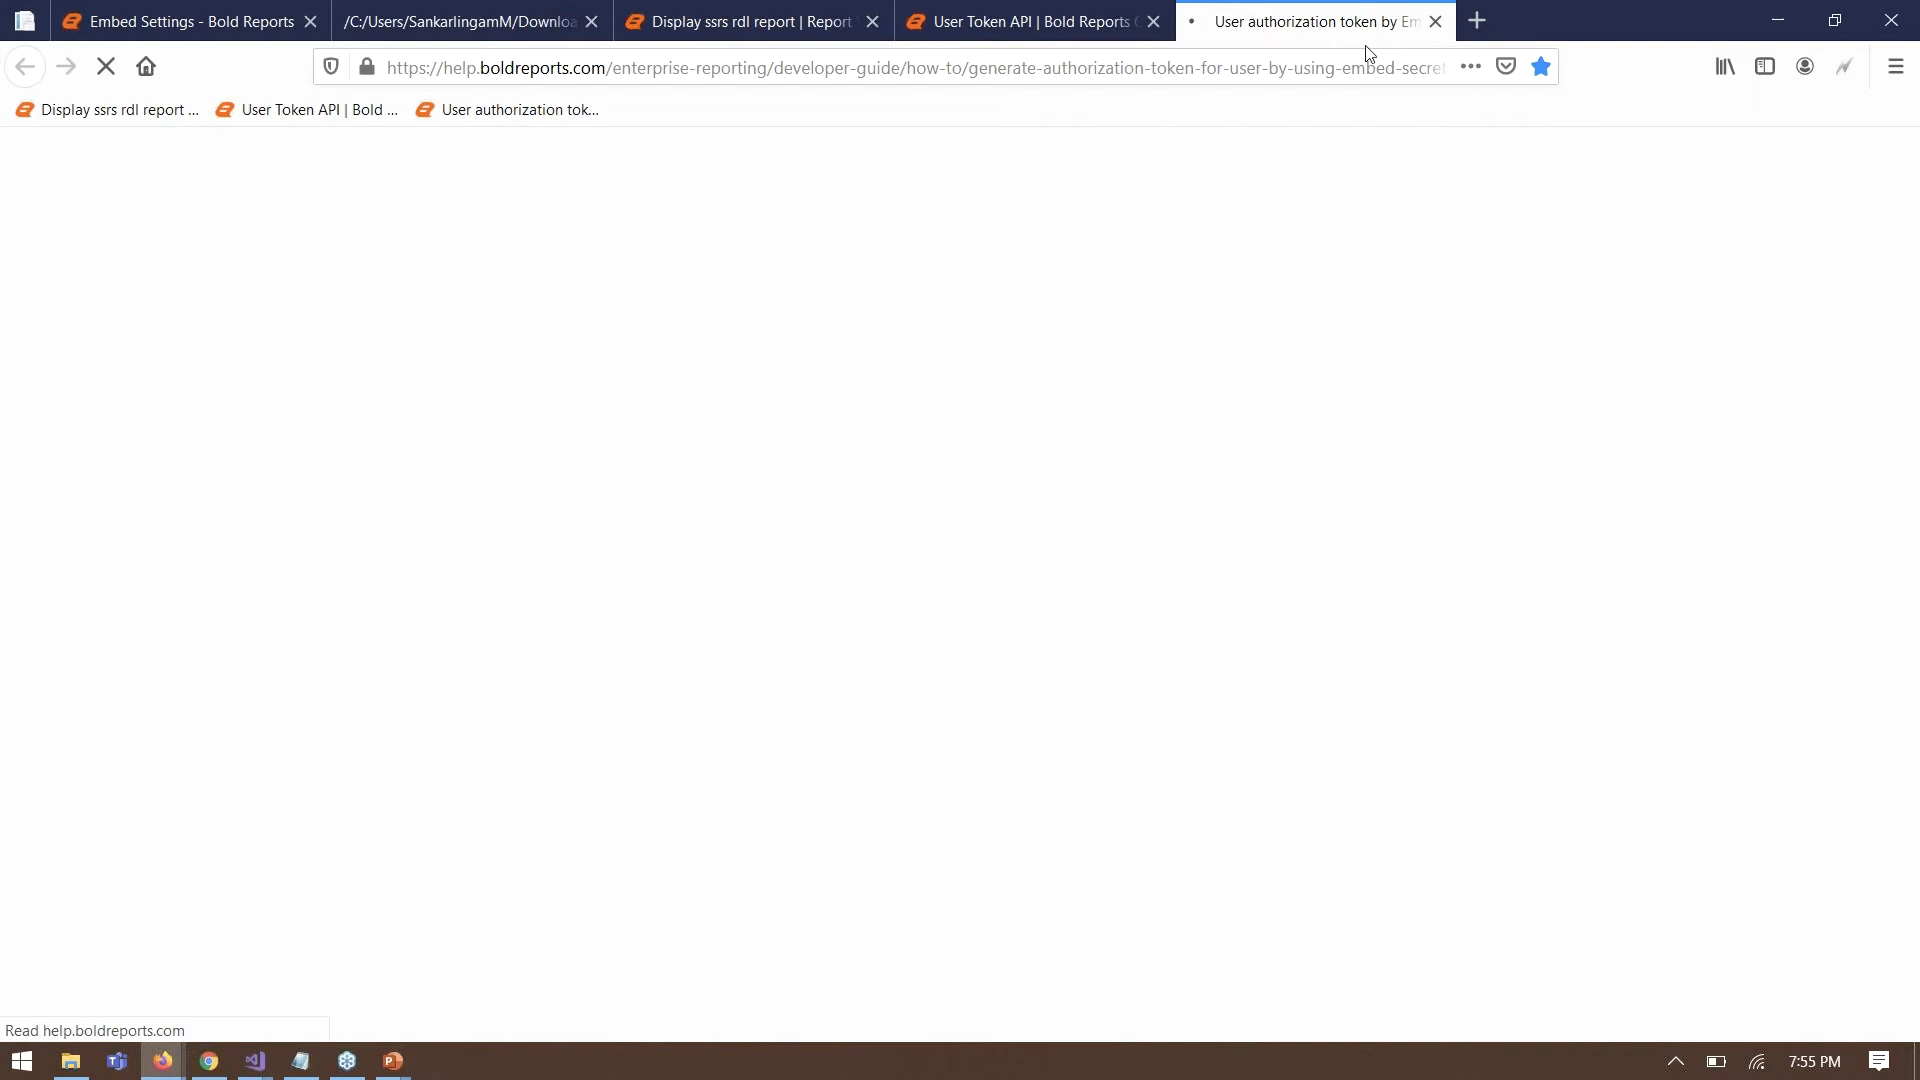 Embed Settings - Bold Reports
/C:/Users/SankarlingamM/Downloa
Display ssrs rdl report | Report
User Token API | Bold Reports
User authorization token by Em
https://help.boldreports.com/enterprise-reporting/developer-guide/how-to/generate-authorization-token-for-user-by-using-embed-secret
Display ssrs rdl report ...
User Token API | Bold ...
User authorization tok...
Read help.boldreports.com
7:55 PM